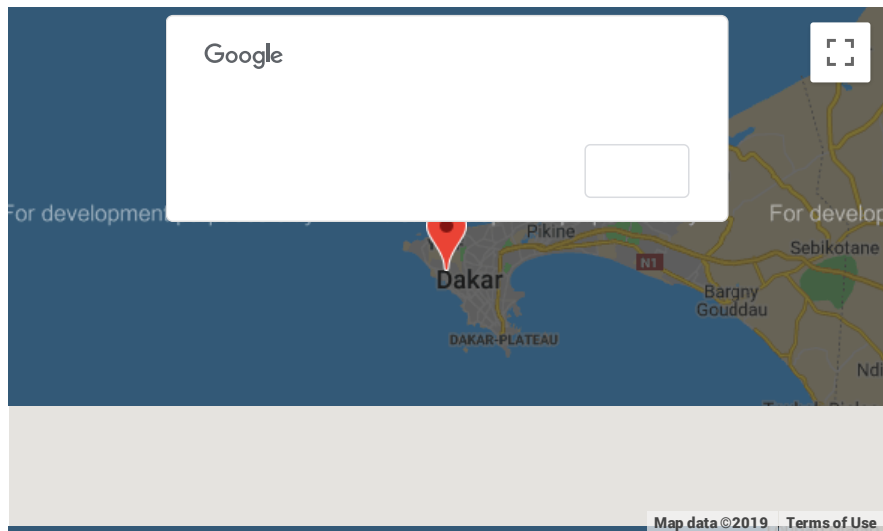 Google
For development
For develop
Pikine
Sebikotane
N1
Dakar
Bargny
Gouddau
DAKAR-PLATEAU
Ndi
Map data ©2019
Terms of Use